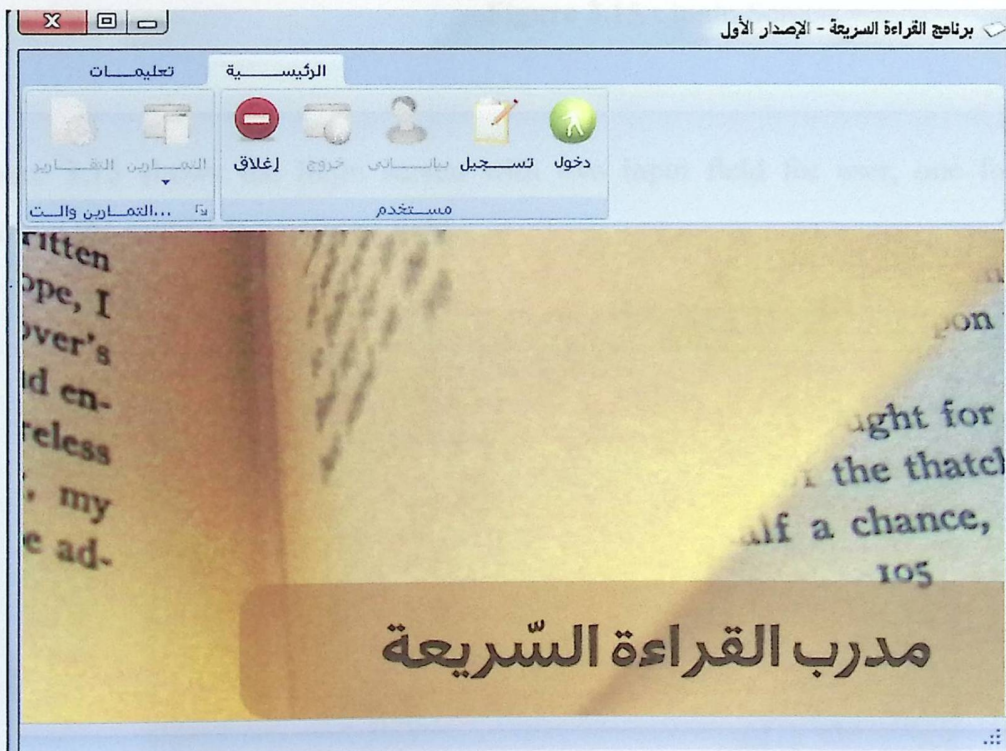 برنامج القراءة السريعة - الإصدار الأول
الرئيسية تعليمات
دخول تسجيل بياناتي خروج إغلاق التمارين التقارير
مستخدم التمارين والت...
ritten
ope, I
over's
d en-
reless
, my
e ad-
pon
ught for
the thatch
alf a chance,
105
مدرب القراءة السّريعة